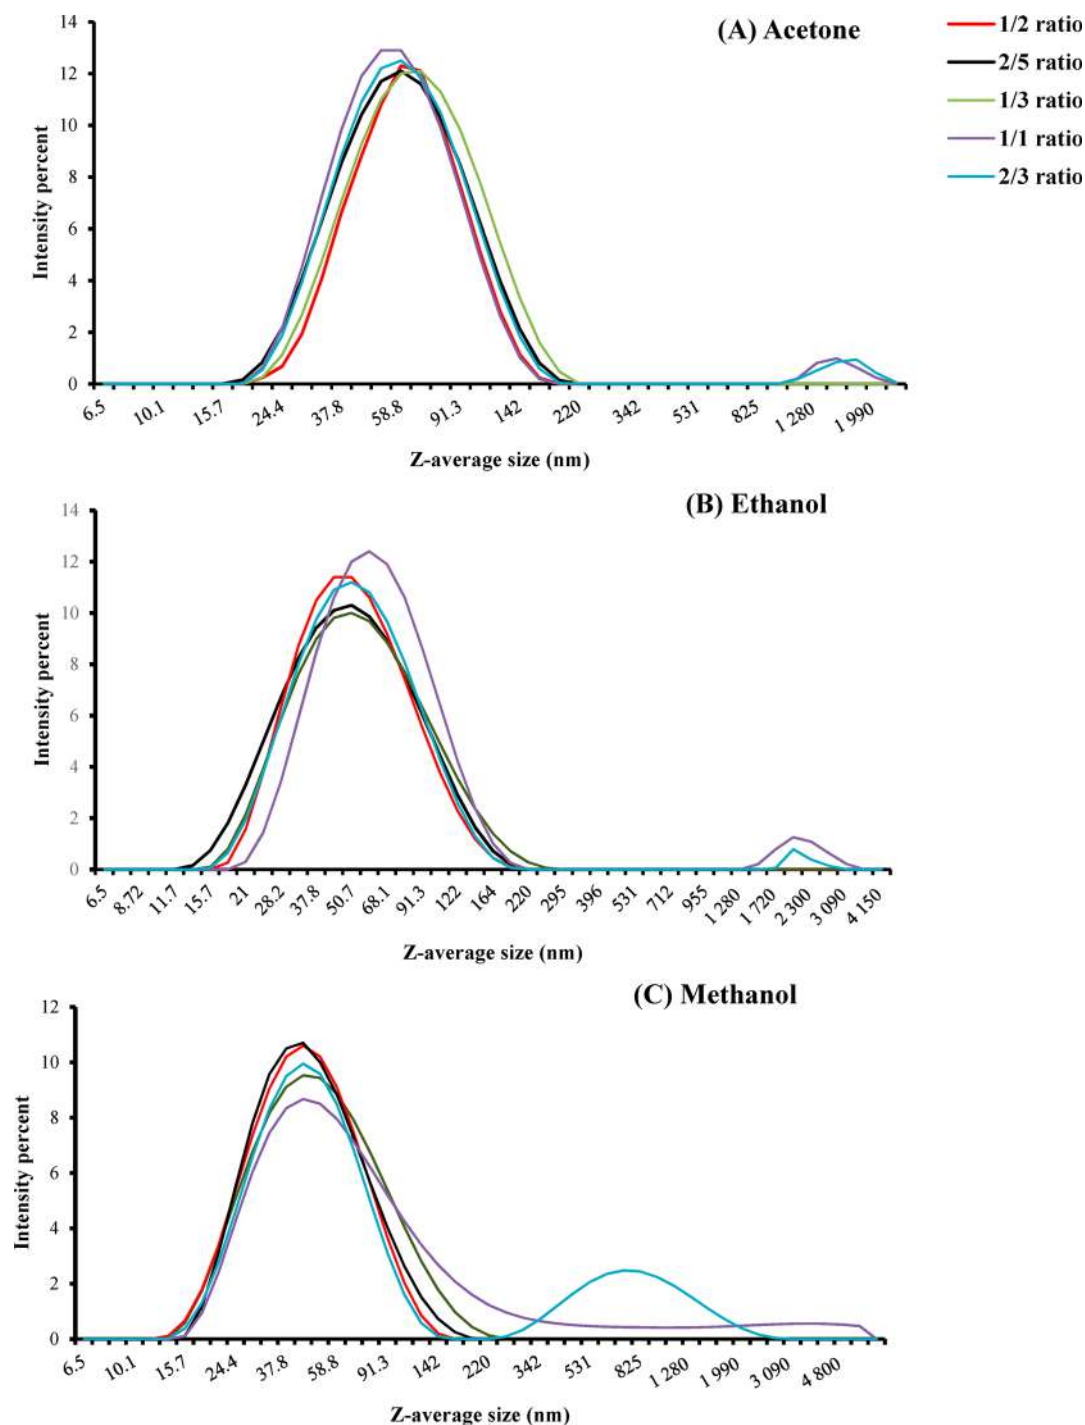 (A) Acetone
1/2 ratio
2/5 ratio
1/3 ratio
1/1 ratio
2/3 ratio
Intensity percent
14
12
10
8
6
4
2
0
6.5 10.1 15.7 24.4 37.8 58.8 91.3 142 220 342 531 825 1 280 1 990
Z-average size (nm)
(B) Ethanol
Intensity percent
14
12
10
8
6
4
2
0
6.5 8.72 11.7 15.7 21 28.2 37.8 50.7 68.1 91.3 122 164 220 295 396 531 712 955 1 280 1 720 2 300 3 090 4 150
Z-average size (nm)
(C) Methanol
Intensity percent
12
10
8
6
4
2
0
6.5 10.1 15.7 24.4 37.8 58.8 91.3 142 220 342 531 825 1 280 1 990 3 090 4 800
Z-average size (nm)